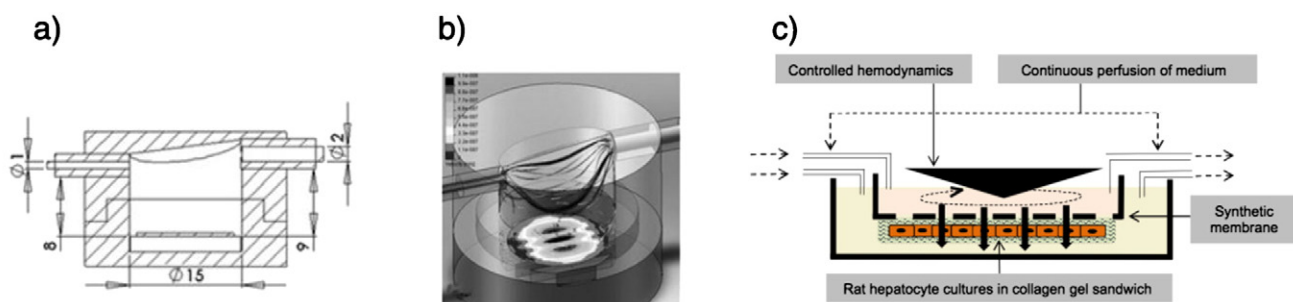 a)
b)
c)
Controlled hemodynamics
Continuous perfusion of medium
Ø1
Ø2
8
9
Ø15
Synthetic
membrane
Rat hepatocyte cultures in collagen gel sandwich